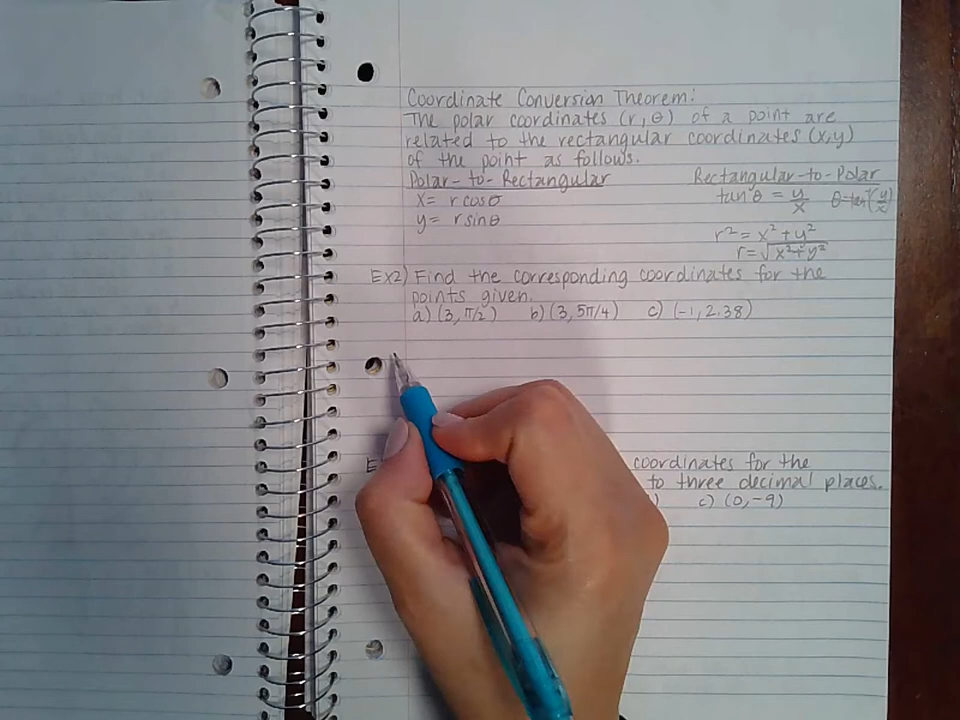 Coordinate Conversion Theorem:
The polar coordinates (r, θ) of a point are
related to the rectangular coordinates (x,y)
of the point as follows.
Polar-to-Rectangular Rectangular-to-Polar
x = r cosθ tan θ = y/x θ=tan⁻¹(y/x)
y = r sinθ
r² = x² + y²
r = √x²+y²
Ex2) Find the corresponding coordinates for the
points given.
a) (3, π/2) b) (3, 5π/4) c) (-1, 2.38)
coordinates for the
to three decimal places.
c) (0, -9)